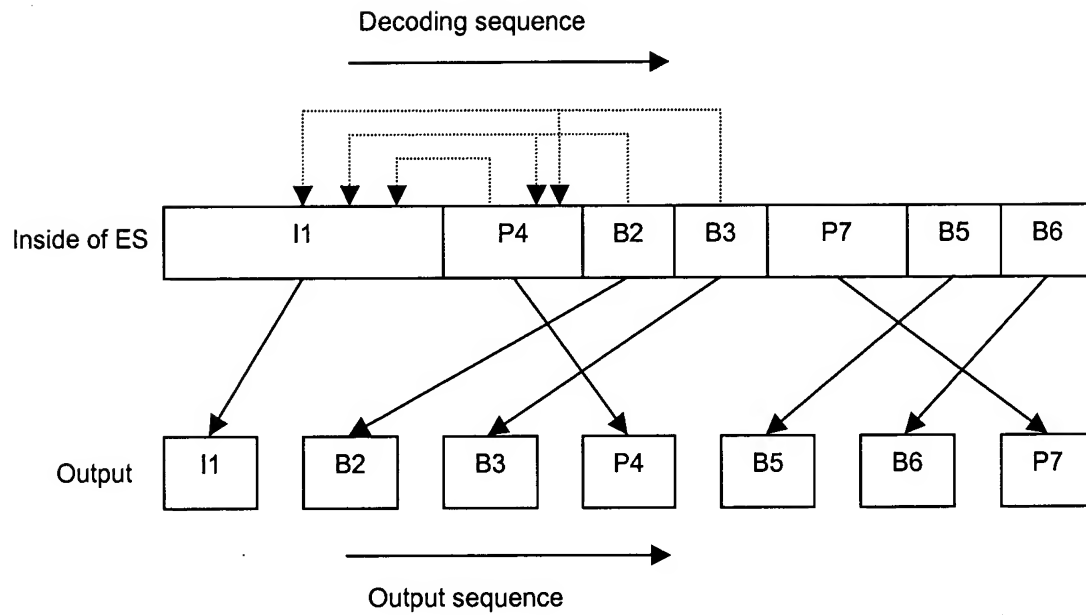 Decoding sequence
Inside of ES I1 P4 B2 B3 P7 B5 B6
Output I1 B2 B3 P4 B5 B6 P7
Output sequence